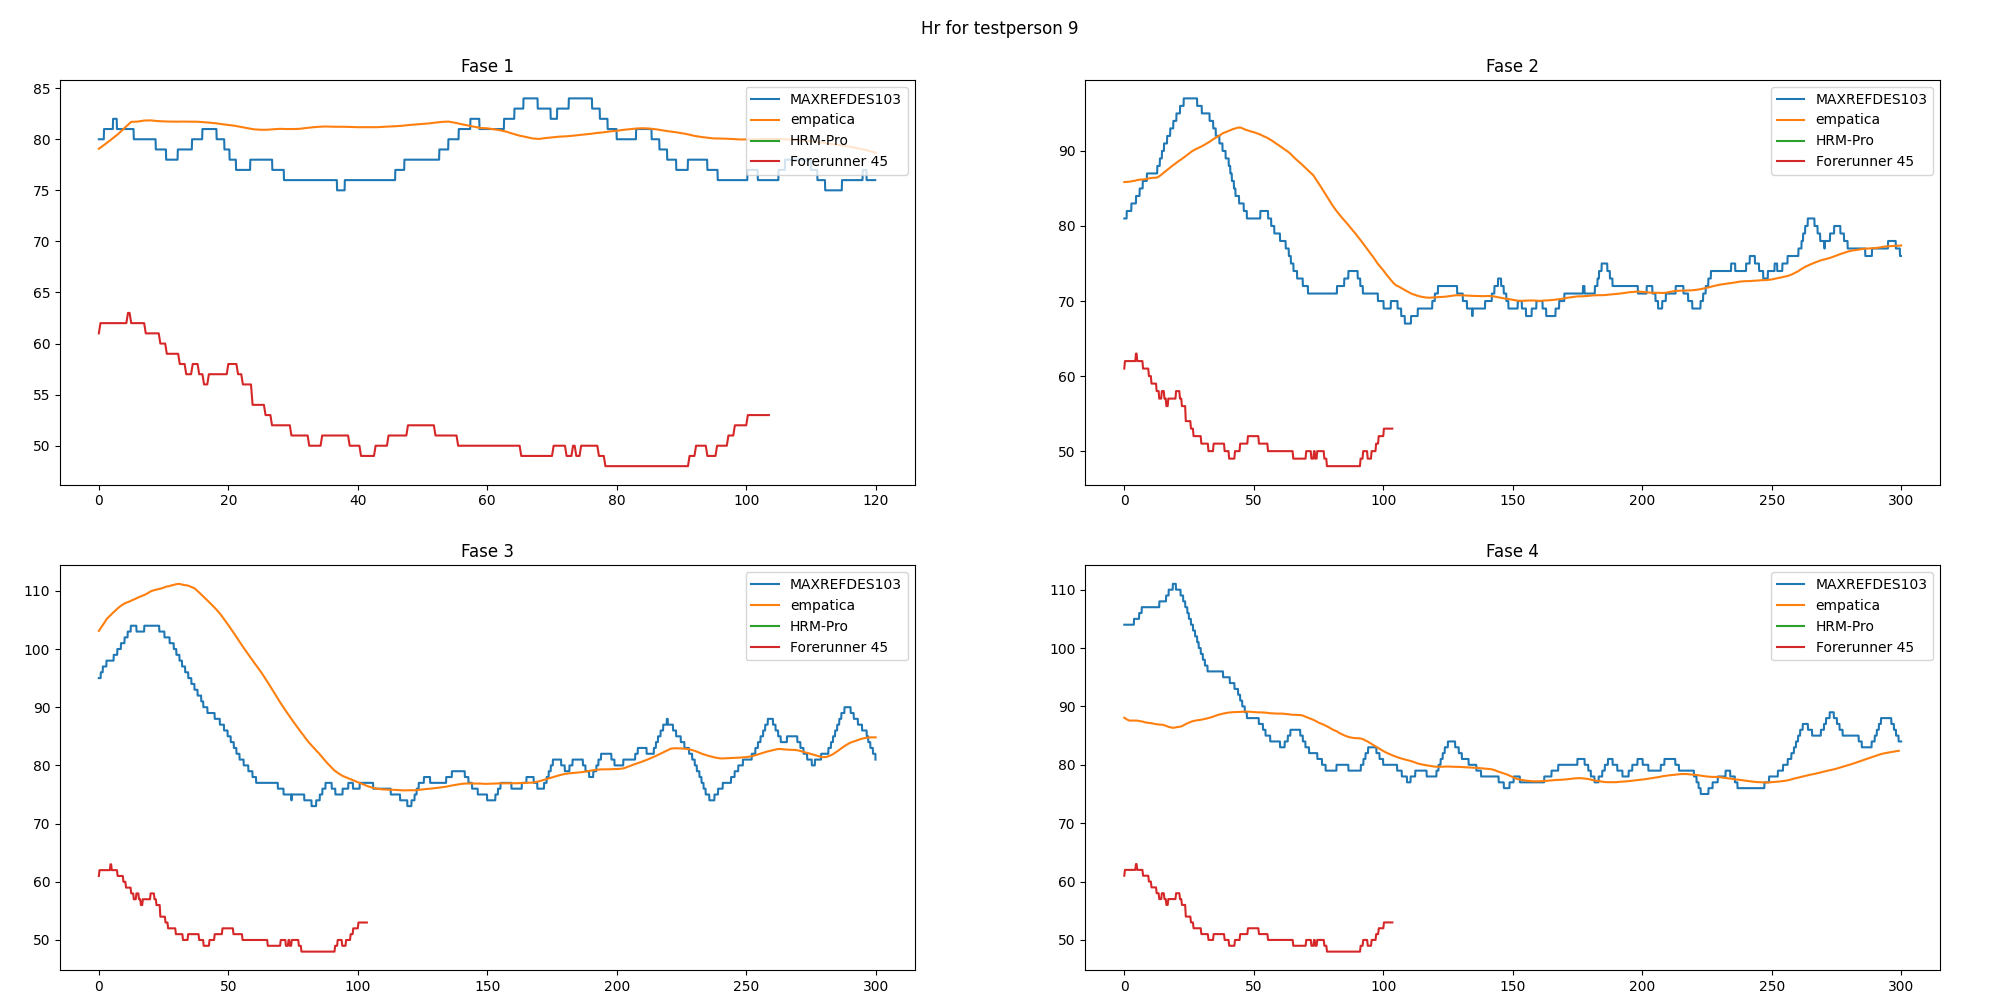 Hr for testperson 9
Fase 1
85
80
75
70
65
60
55
50
0 20 40 60 80 100 120
MAXREFDES103
empatica
HRM-Pro
Forerunner 45
Fase 2
90
80
70
60
50
0 50 100 150 200 250 300
MAXREFDES103
empatica
HRM-Pro
Forerunner 45
Fase 3
110
100
90
80
70
60
50
0 50 100 150 200 250 300
MAXREFDES103
empatica
HRM-Pro
Forerunner 45
Fase 4
110
100
90
80
70
60
50
0 50 100 150 200 250 300
MAXREFDES103
empatica
HRM-Pro
Forerunner 45